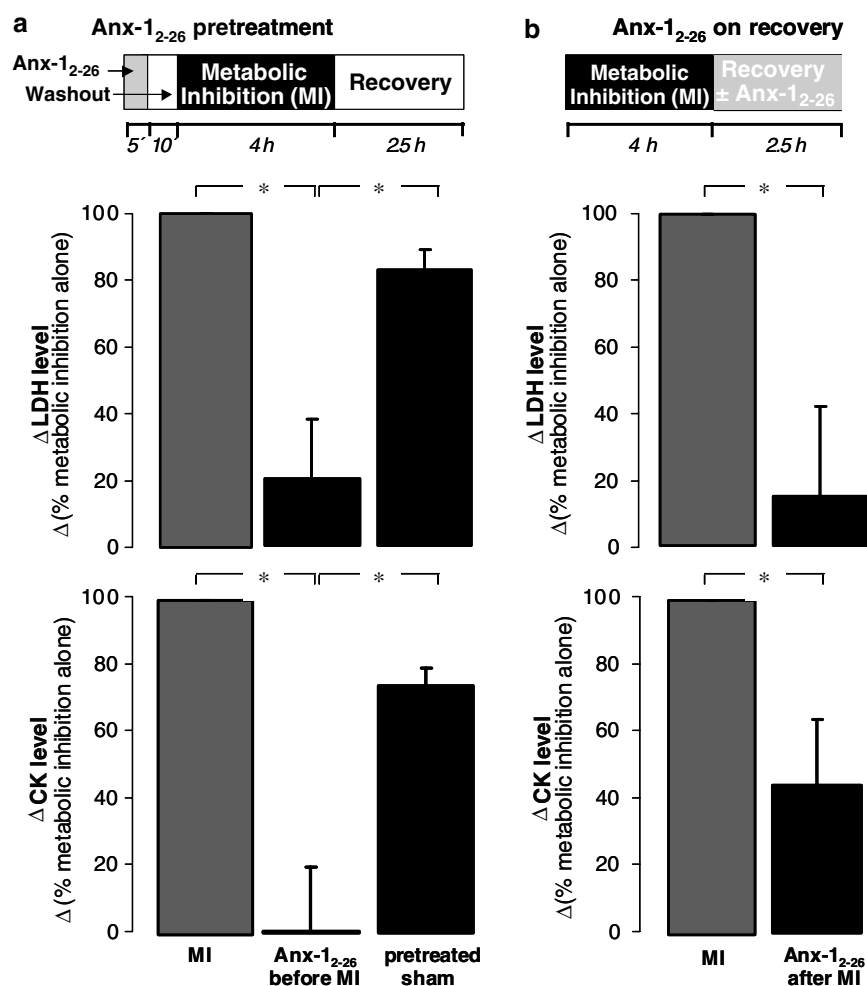 a
Anx-1₂₋₂₆ pretreatment
Anx-1₂₋₂₆
Washout
Metabolic
Inhibition (MI)
Recovery
5´ 10´ 4 h 2.5 h
* *
100
80
60
40
20
0
Δ LDH level
Δ (% metabolic inhibition alone)
* *
100
80
60
40
20
0
Δ CK level
Δ (% metabolic inhibition alone)
MI
Anx-1₂₋₂₆
before MI
pretreated
sham
b
Anx-1₂₋₂₆ on recovery
Metabolic
Inhibition (MI)
Recovery
± Anx-1₂₋₂₆
4 h 2.5 h
*
100
80
60
40
20
0
Δ LDH level
Δ (% metabolic inhibition alone)
*
100
80
60
40
20
0
Δ CK level
Δ (% metabolic inhibition alone)
MI
Anx-1₂₋₂₆
after MI